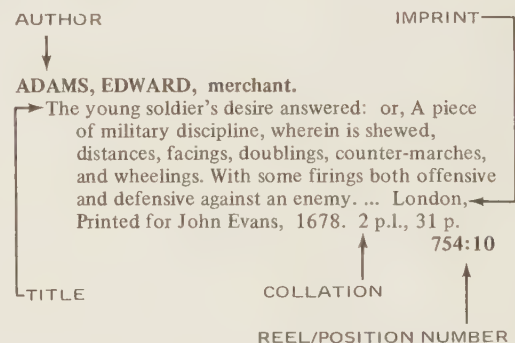 AUTHOR
IMPRINT
ADAMS, EDWARD, merchant.
The young soldier's desire answered: or, A piece
of military discipline, wherein is shewed,
distances, facings, doublings, counter-marches,
and wheelings. With some firings both offensive
and defensive against an enemy. ... London,
Printed for John Evans, 1678. 2 p.l., 31 p.
754:10
TITLE
COLLATION
REEL/POSITION NUMBER